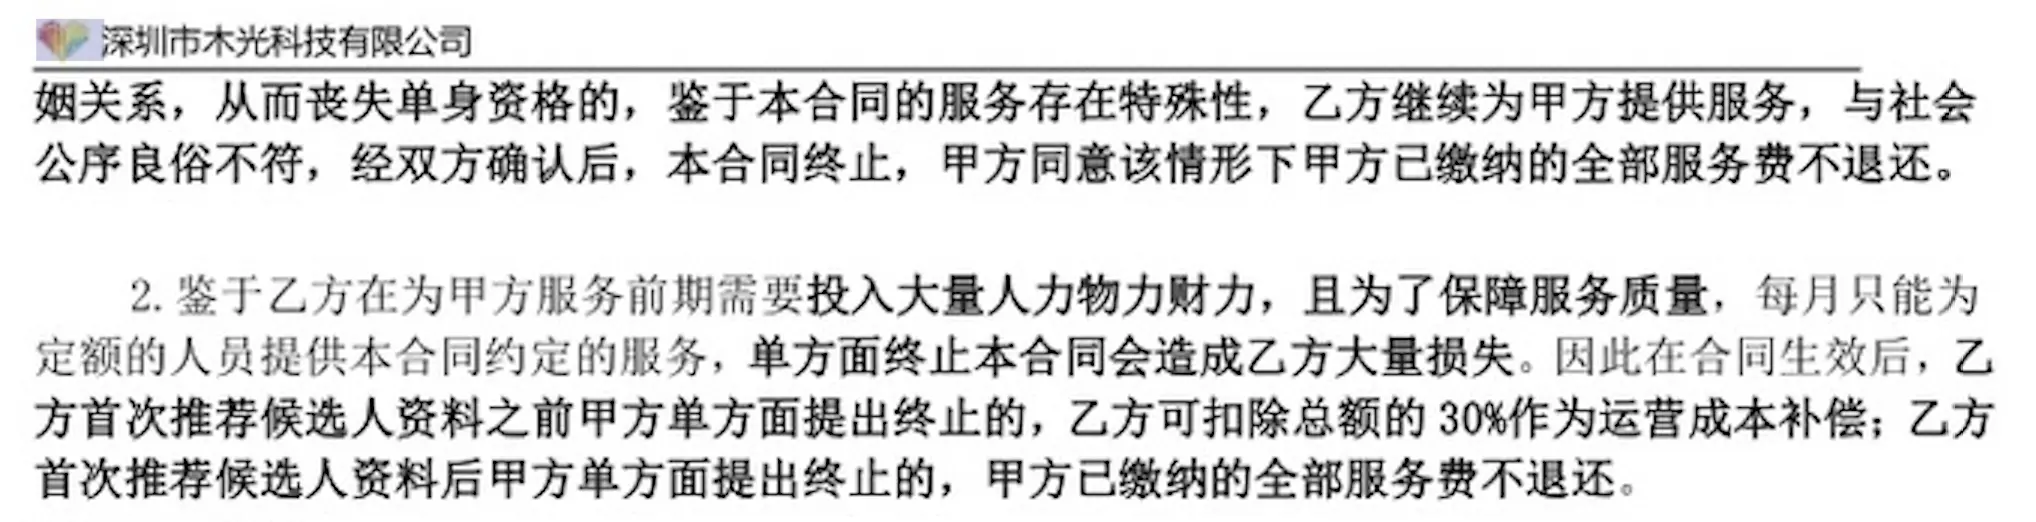 深圳市木光科技有限公司
姻关系，从而丧失单身资格的，鉴于本合同的服务存在特殊性，乙方继续为甲方提供服务，与社会
公序良俗不符，经双方确认后，本合同终止，甲方同意该情形下甲方已缴纳的全部服务费不退还。
2. 鉴于乙方在为甲方服务前期需要投入大量人力物力财力，且为了保障服务质量，每月只能为
定额的人员提供本合同约定的服务，单方面终止本合同会造成乙方大量损失。因此在合同生效后，乙
方首次推荐候选人资料之前甲方单方面提出终止的，乙方可扣除总额的 30%作为运营成本补偿；乙方
首次推荐候选人资料后甲方单方面提出终止的，甲方已缴纳的全部服务费不退还。